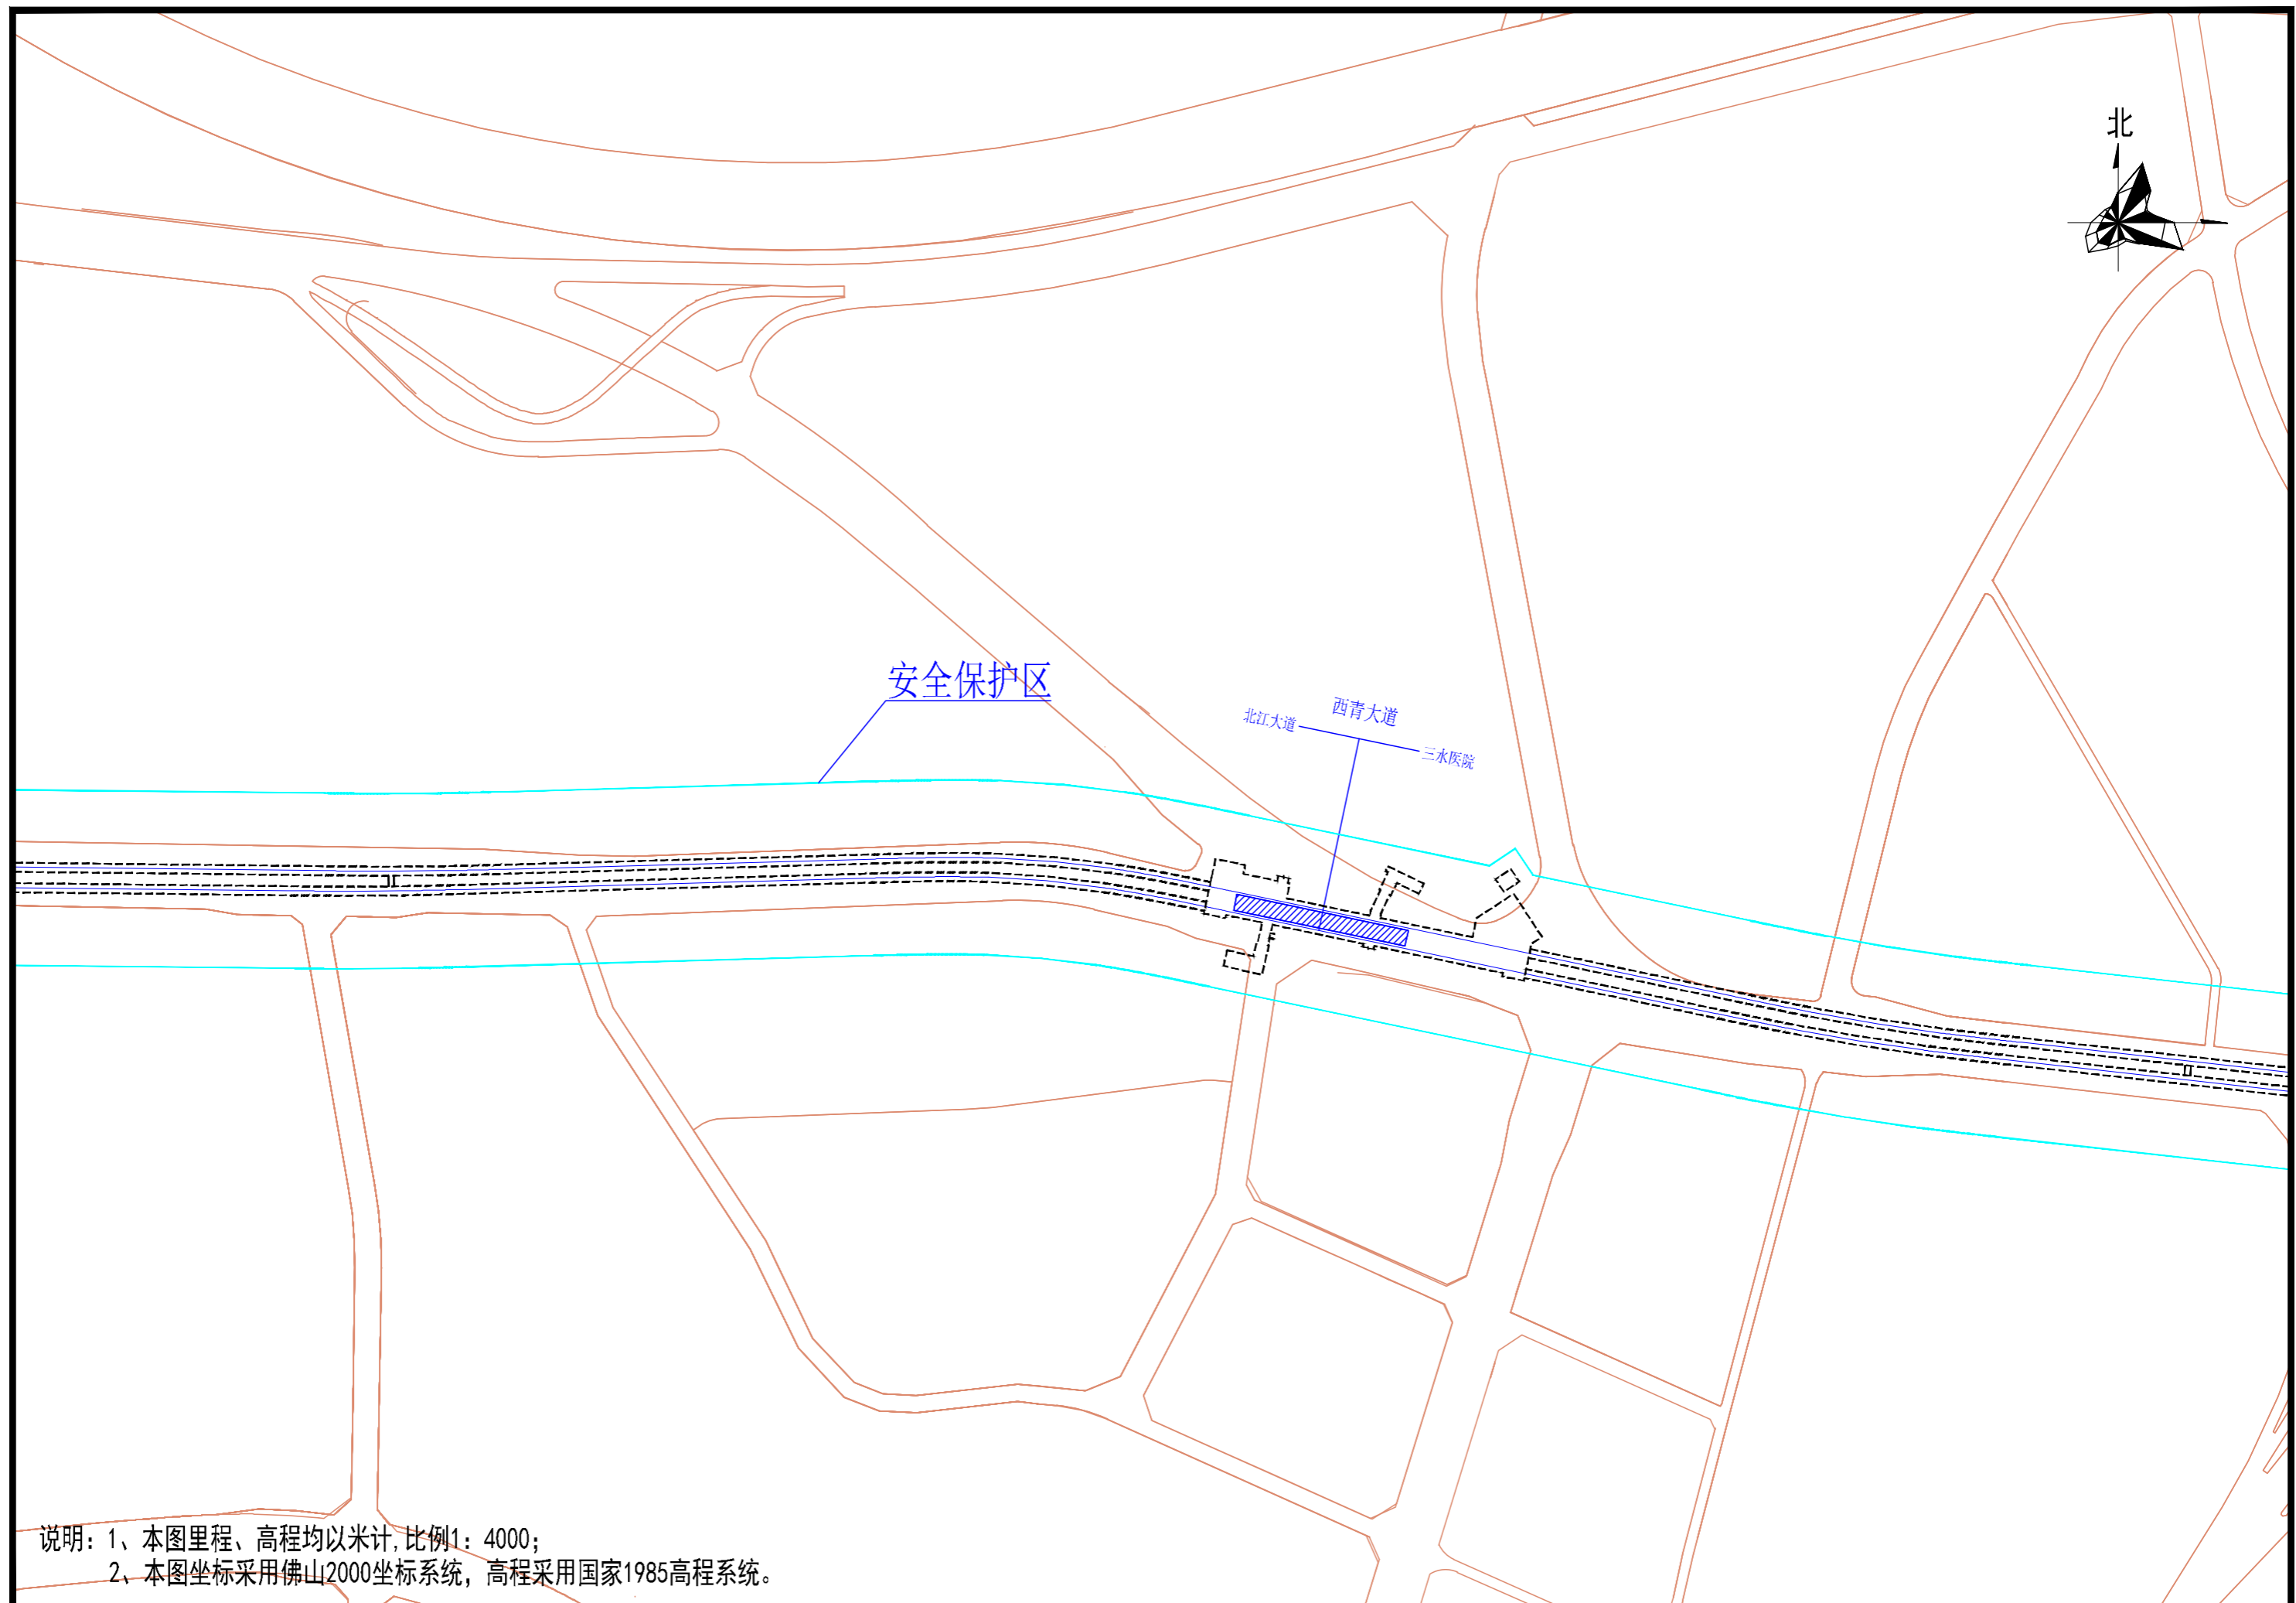 北
安全保护区
西青大道
北江大道
三水医院
说明：1、本图里程、高程均以米计,比例1：4000；
2、本图坐标采用佛山2000坐标系统，高程采用国家1985高程系统。